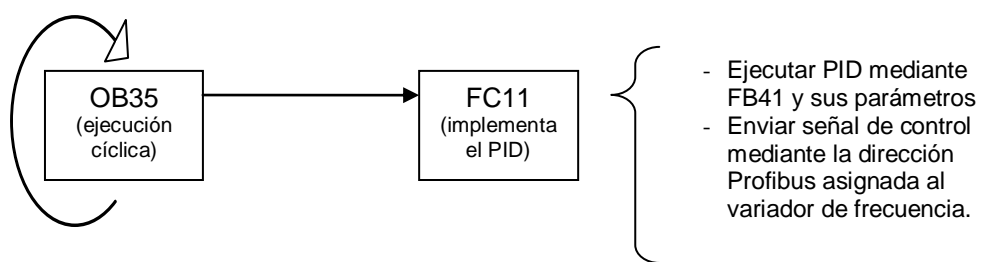 OB35
(ejecución
cíclica)
FC11
(implementa
el PID)
- Ejecutar PID mediante
FB41 y sus parámetros
- Enviar señal de control
mediante la dirección
Profibus asignada al
variador de frecuencia.